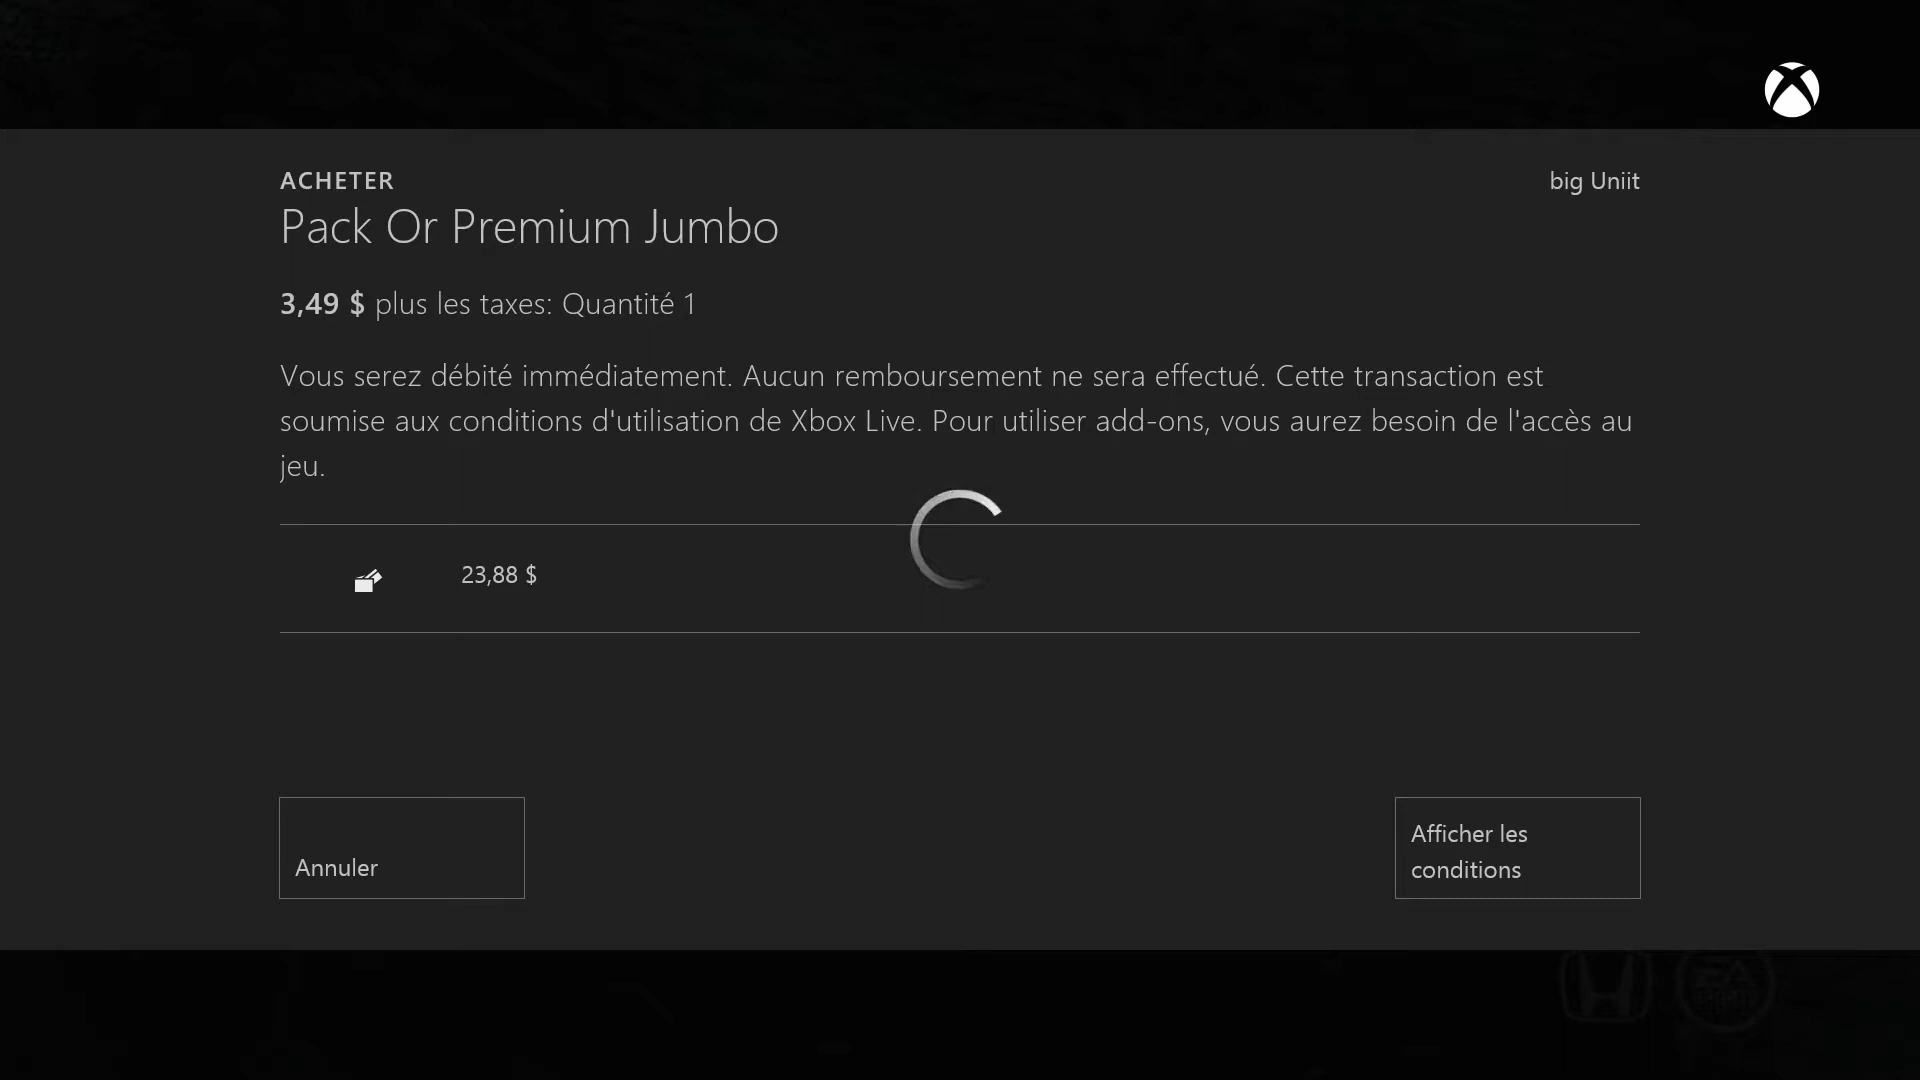 ACHETER
big Uniit
Pack Or Premium Jumbo
3,49 $ plus les taxes: Quantité 1
Vous serez débité immédiatement. Aucun remboursement ne sera effectué. Cette transaction est
soumise aux conditions d'utilisation de Xbox Live. Pour utiliser add-ons, vous aurez besoin de l'accès au
jeu.
23,88 $
Annuler
Afficher les
conditions
EA